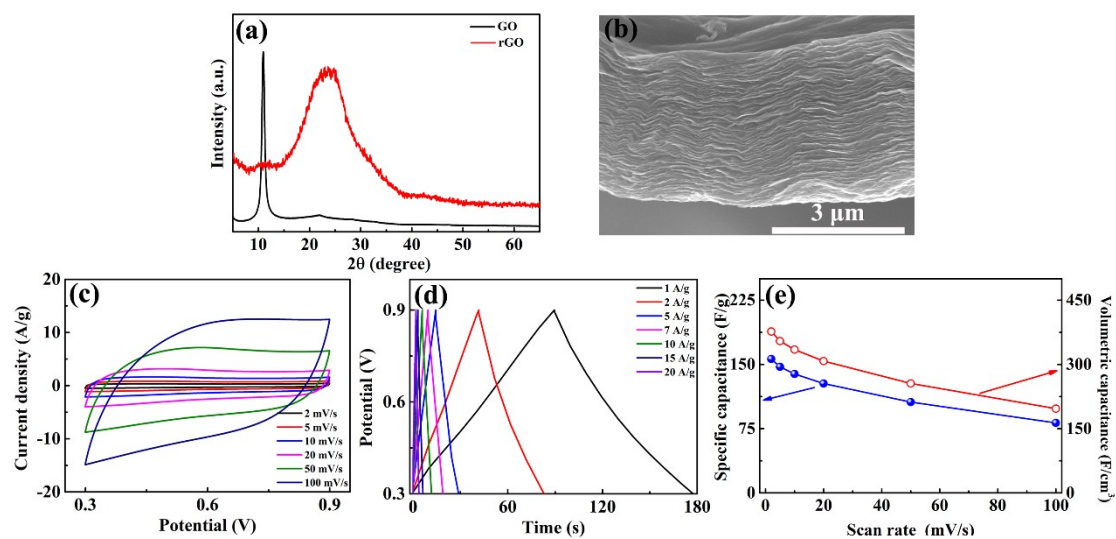 (a)
GO
rGO
Intensity (a.u.)
10 20 30 40 50 60
2θ (degree)
(b)
3 μm
(c)
Current density (A/g)
20
15
10
5
0
-5
-10
-15
-20
2 mV/s
5 mV/s
10 mV/s
20 mV/s
50 mV/s
100 mV/s
0.3 0.6 0.9
Potential (V)
(d)
Potential (V)
0.9
0.6
0.3
1 A/g
2 A/g
5 A/g
7 A/g
10 A/g
15 A/g
20 A/g
0 60 120 180
Time (s)
(e)
Specific capacitance (F/g)
225
150
75
0
450
300
150
0
Volumetric capacitance (F/cm³)
0 20 40 60 80 100
Scan rate (mV/s)